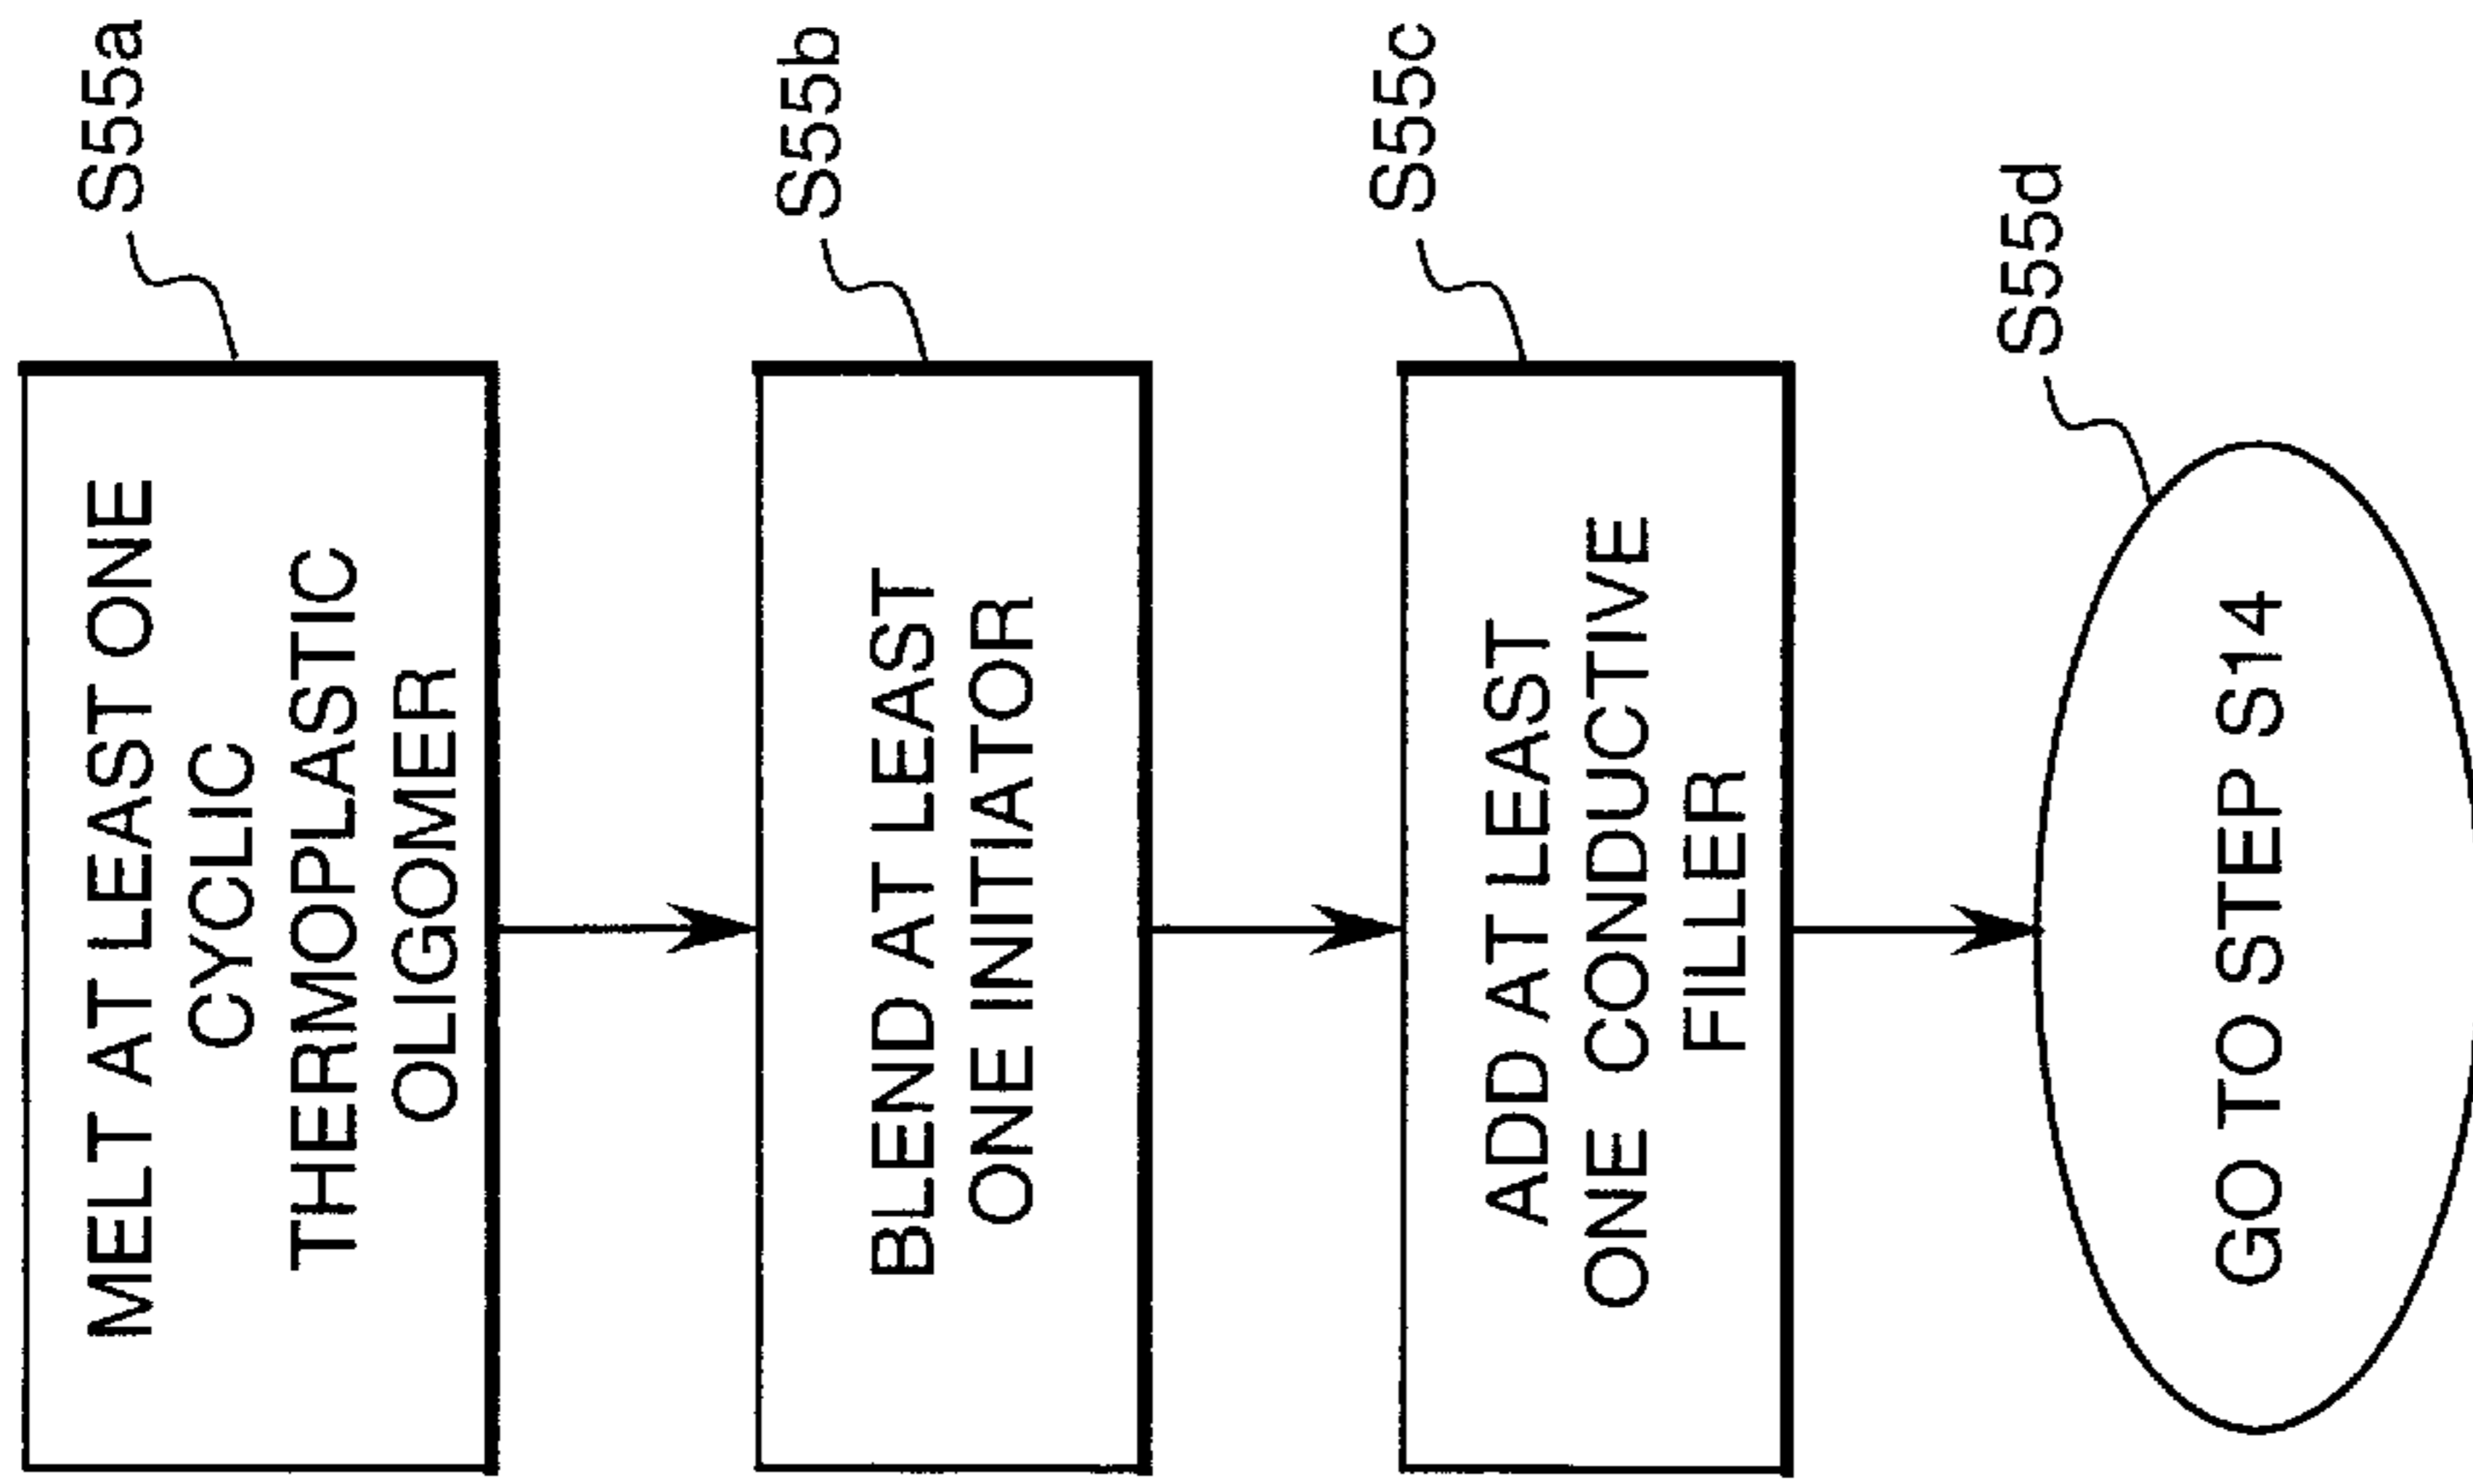 S55a
MELT AT LEAST ONE
CYCLIC
THERMOPLASTIC
OLIGOMER
S55b
BLEND AT LEAST
ONE INITIATOR
S55c
ADD AT LEAST
ONE CONDUCTIVE
FILLER
S55d
GO TO STEP S14